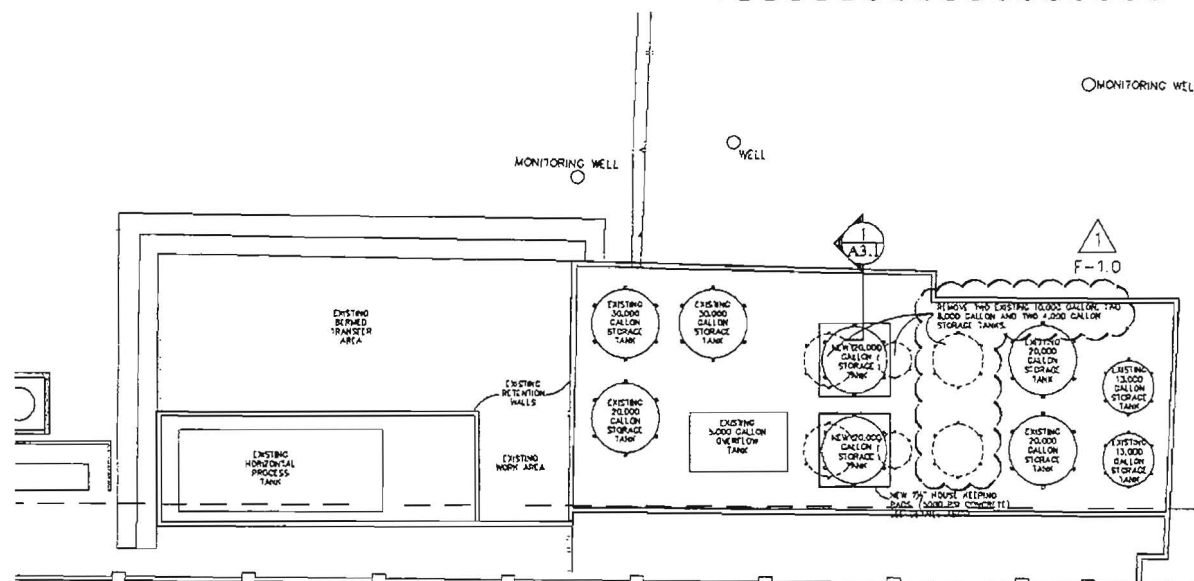 MONITORING WEL
WELL
MONITORING WELL
1
A3.1
1
F-1.0
REMOVE TWO EXISTING 10,000 GALLON, TWO
8,000 GALLON AND TWO 4,000 GALLON
STORAGE TANKS.
EXISTING
BERMED
TRANSFER
AREA
EXISTING
30,000
GALLON
STORAGE
TANK
EXISTING
30,000
GALLON
STORAGE
TANK
NEW 20,000
GALLON
STORAGE
TANK
EXISTING
20,000
GALLON
STORAGE
TANK
EXISTING
13,000
GALLON
STORAGE
TANK
EXISTING
RETENTION
WALLS
EXISTING
20,000
GALLON
STORAGE
TANK
EXISTING
5,000 GALLON
OVERFLOW
TANK
NEW 20,000
GALLON
STORAGE
TANK
EXISTING
20,000
GALLON
STORAGE
TANK
EXISTING
13,000
GALLON
STORAGE
TANK
EXISTING
HORIZONTAL
PROCESS
TANK
EXISTING
WORK AREA
NEW HOUSE KEEPING
PADS. (3000 PSI CONCRETE)